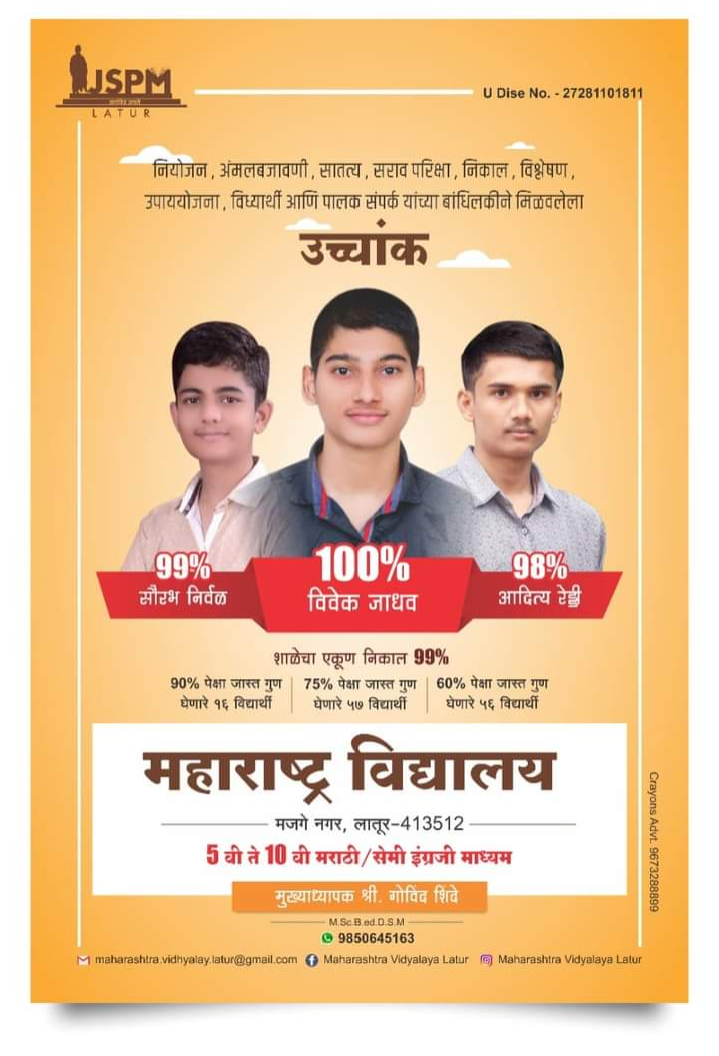 JSPM
LATUR
U Dise No. - 27281101811
नियोजन, अंमलबजावणी, सातत्य, सराव परिक्षा, निकाल, विश्लेषण,
उपाययोजना, विध्यार्थी आणि पालक संपर्क यांच्या बांधिलकीने मिळवलेला
उच्चांक
99% 100% 98%
सौरभ निर्वळ विवेक जाधव आदित्य रेड्डी
शाळेचा एकूण निकाल 99%
90% पेक्षा जास्त गुण 75% पेक्षा जास्त गुण 60% पेक्षा जास्त गुण
घेणारे १६ विद्यार्थी घेणारे ५७ विद्यार्थी घेणारे ५६ विद्यार्थी
महाराष्ट्र विद्यालय
मजगे नगर, लातूर-413512
5 वी ते 10 वी मराठी/सेमी इंग्रजी माध्यम
मुख्याध्यापक श्री. गोविंद शिंदे
M.Sc.B.ed.D.S.M
9850645163
maharashtra.vidhyalay.latur@gmail.com Maharashtra Vidyalaya Latur Maharashtra Vidyalaya Latur
Crayons Advt. 9673288899